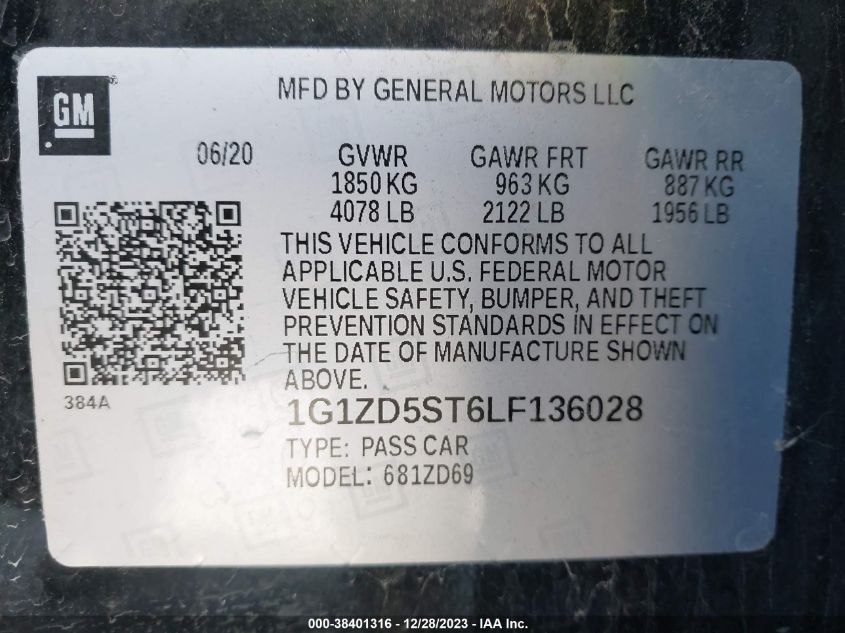 GM
MFD BY GENERAL MOTORS LLC
06/20 GVWR GAWR FRT GAWR RR
1850 KG 963 KG 887 KG
4078 LB 2122 LB 1956 LB
THIS VEHICLE CONFORMS TO ALL
APPLICABLE U.S. FEDERAL MOTOR
VEHICLE SAFETY, BUMPER, AND THEFT
PREVENTION STANDARDS IN EFFECT ON
THE DATE OF MANUFACTURE SHOWN
ABOVE.
384A
1G1ZD5ST6LF136028
TYPE: PASS CAR
MODEL: 681ZD69
000-38401316 - 12/28/2023 - IAA Inc.